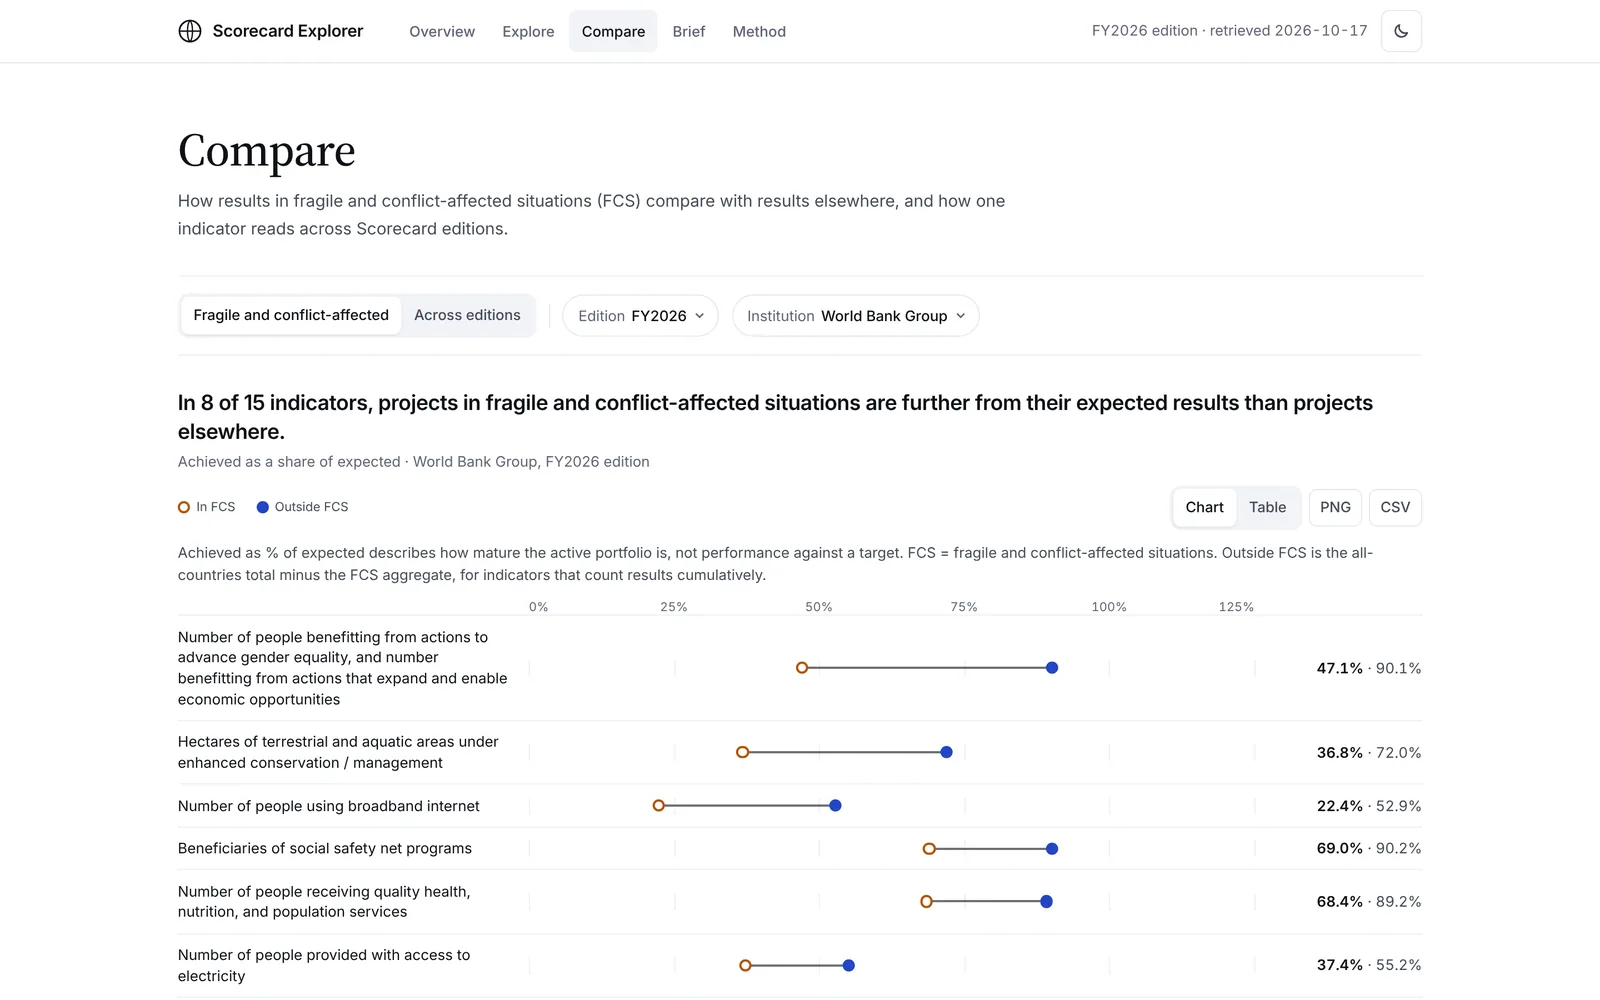 Scorecard Explorer
Overview
Explore
Compare
Brief
Method
FY2026 edition · retrieved 2026-10-17
Compare
How results in fragile and conflict-affected situations (FCS) compare with results elsewhere, and how one
indicator reads across Scorecard editions.
Fragile and conflict-affected
Across editions
Edition FY2026
Institution World Bank Group
In 8 of 15 indicators, projects in fragile and conflict-affected situations are further from their expected results than projects
elsewhere.
Achieved as a share of expected · World Bank Group, FY2026 edition
In FCS
Outside FCS
Chart
Table
PNG
CSV
Achieved as % of expected describes how mature the active portfolio is, not performance against a target. FCS = fragile and conflict-affected situations. Outside FCS is the all-
countries total minus the FCS aggregate, for indicators that count results cumulatively.
0% 25% 50% 75% 100% 125%
Number of people benefitting from actions to
advance gender equality, and number
benefitting from actions that expand and enable
economic opportunities
47.1% · 90.1%
Hectares of terrestrial and aquatic areas under
enhanced conservation / management
36.8% · 72.0%
Number of people using broadband internet
22.4% · 52.9%
Beneficiaries of social safety net programs
69.0% · 90.2%
Number of people receiving quality health,
nutrition, and population services
68.4% · 89.2%
Number of people provided with access to
electricity
37.4% · 55.2%